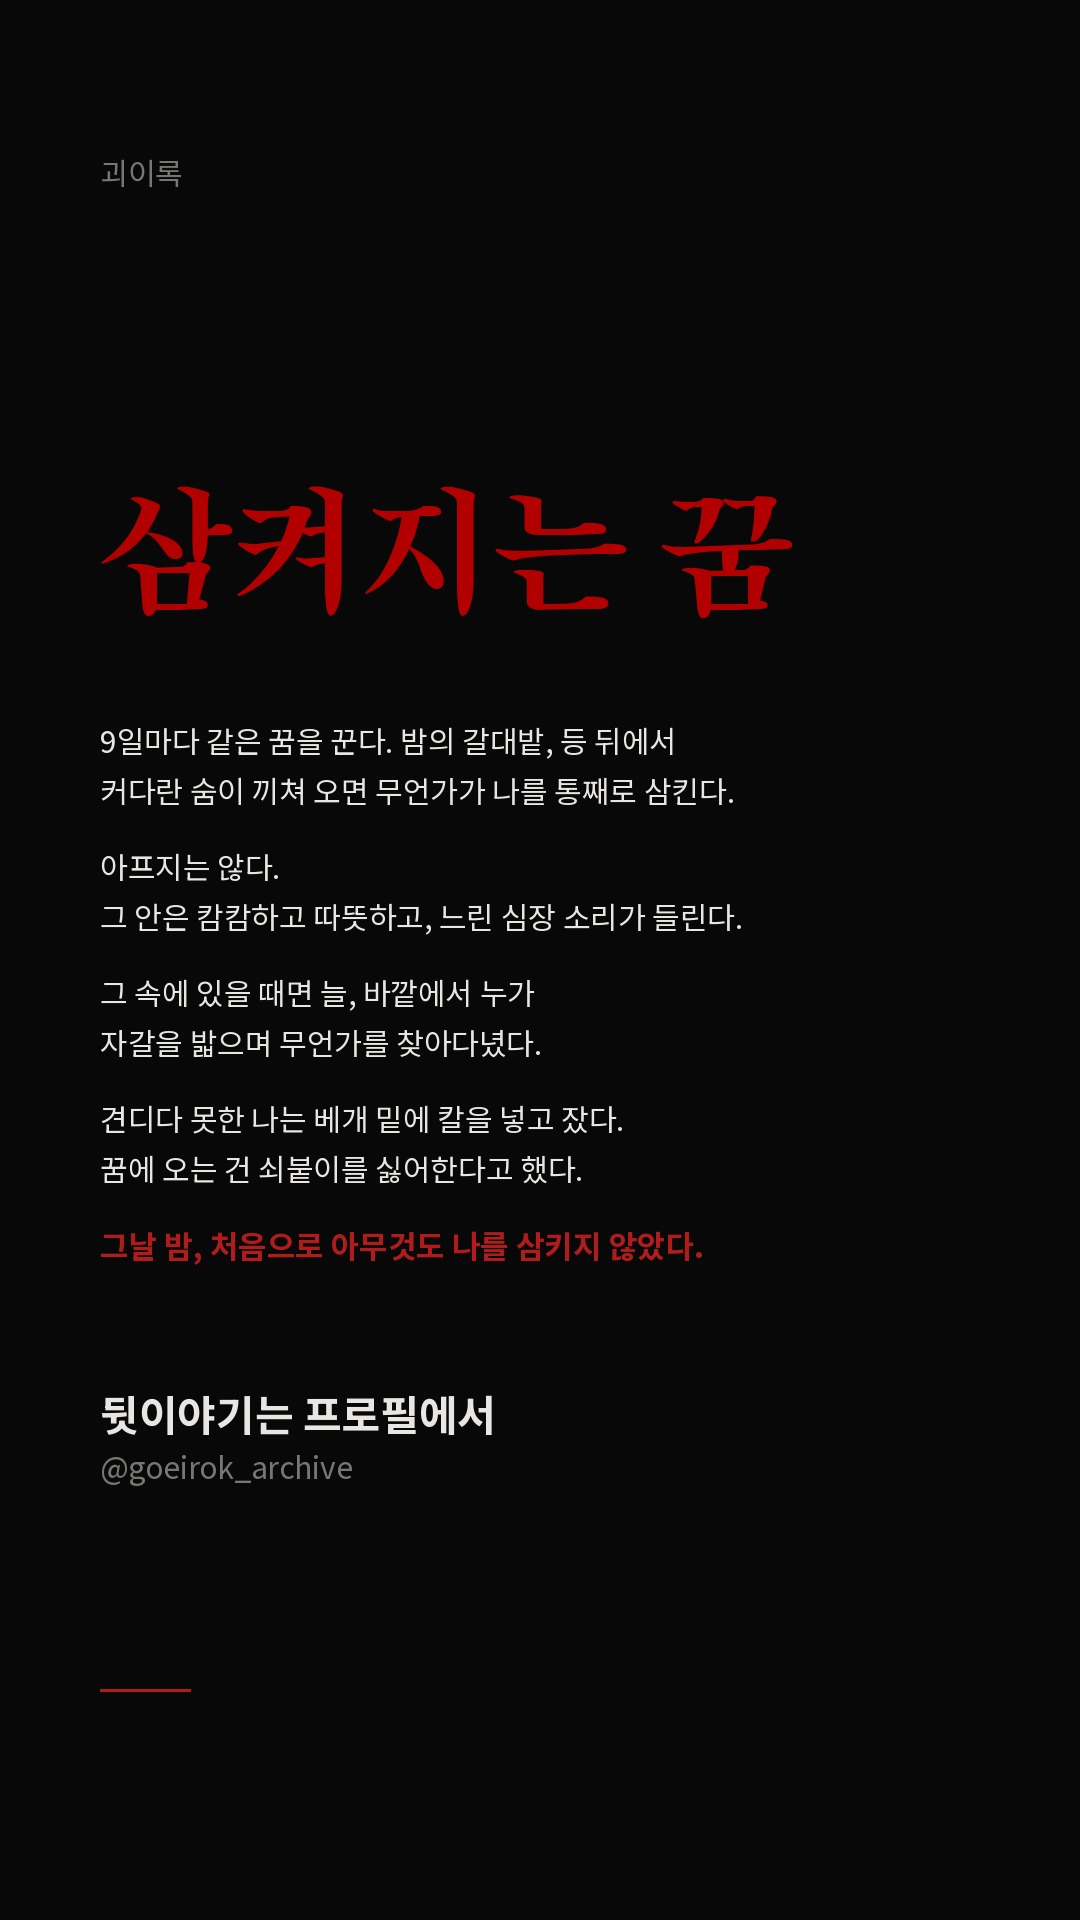 괴이록
삼켜지는 꿈
9일마다 같은 꿈을 꾼다. 밤의 갈대밭, 등 뒤에서
커다란 숨이 끼쳐 오면 무언가가 나를 통째로 삼킨다.
아프지는 않다.
그 안은 캄캄하고 따뜻하고, 느린 심장 소리가 들린다.
그 속에 있을 때면 늘, 바깥에서 누가
자갈을 밟으며 무언가를 찾아다녔다.
견디다 못한 나는 베개 밑에 칼을 넣고 잤다.
꿈에 오는 건 쇠붙이를 싫어한다고 했다.
그날 밤, 처음으로 아무것도 나를 삼키지 않았다.
뒷이야기는 프로필에서
@goeirok_archive